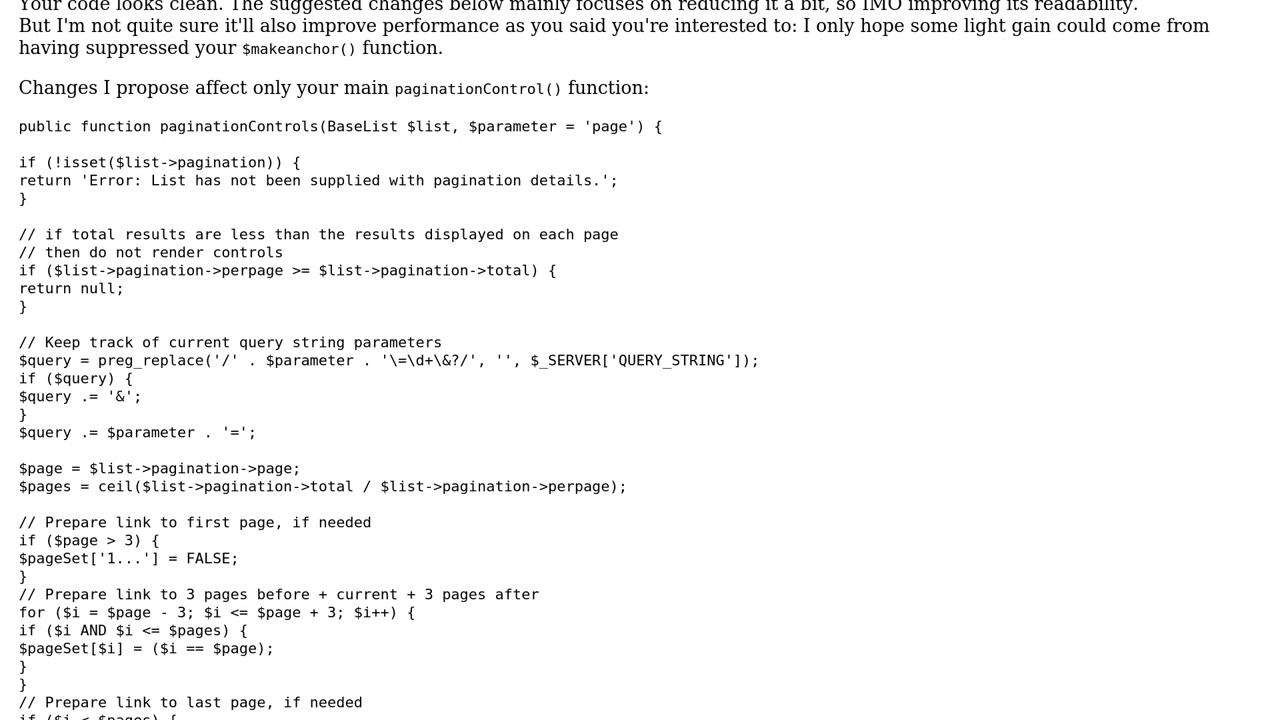 Your code looks clean. The suggested changes below mainly focuses on reducing it a bit, so IMO improving its readability.
But I'm not quite sure it'll also improve performance as you said you're interested to: I only hope some light gain could come from
having suppressed your $makeanchor() function.
Changes I propose affect only your main paginationControl() function:
public function paginationControls(BaseList $list, $parameter = 'page') {
if (!isset($list->pagination)) {
return 'Error: List has not been supplied with pagination details.';
}
// if total results are less than the results displayed on each page
// then do not render controls
if ($list->pagination->perpage >= $list->pagination->total) {
return null;
}
// Keep track of current query string parameters
$query = preg_replace('/' . $parameter . '\=\d+\&?/', '', $_SERVER['QUERY_STRING']);
if ($query) {
$query .= '&';
}
$query .= $parameter . '=';
$page = $list->pagination->page;
$pages = ceil($list->pagination->total / $list->pagination->perpage);
// Prepare link to first page, if needed
if ($page > 3) {
$pageSet['1...'] = FALSE;
}
// Prepare link to 3 pages before + current + 3 pages after
for ($i = $page - 3; $i <= $page + 3; $i++) {
if ($i AND $i <= $pages) {
$pageSet[$i] = ($i == $page);
}
}
// Prepare link to last page, if needed
if ($i < $pages) {